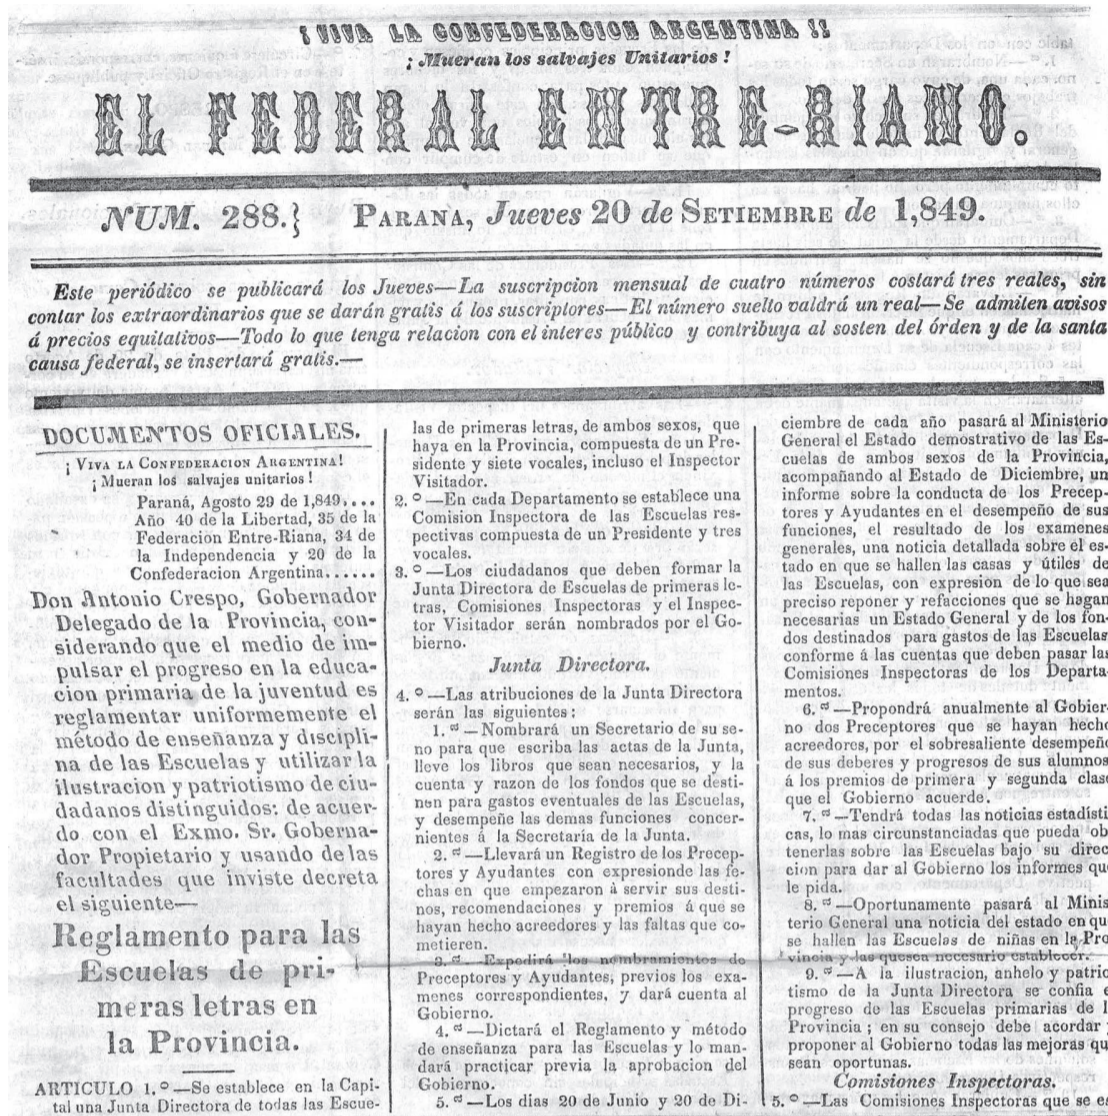 ¡VIVA LA CONFEDERACION ARGENTINA!!
¡Mueran los salvajes Unitarios!
EL FEDERAL ENTRE-RIANO.
NUM. 288.} PARANA, Jueves 20 de SETIEMBRE de 1,849.
Este periódico se publicará los Jueves—La suscripcion mensual de cuatro números costará tres reales, sin
contar los extraordinarios que se darán gratis á los suscriptores—El número suelto valdrá un real—Se admiten avisos
á precios equitativos—Todo lo que tenga relacion con el interes público y contribuya al sosten del órden y de la santa
causa federal, se insertará gratis.—
DOCUMENTOS OFICIALES.
¡VIVA LA CONFEDERACION ARGENTINA!
¡Mueran los salvajes unitarios!
Paraná, Agosto 29 de 1,849....
Año 40 de la Libertad, 35 de la
Federacion Entre-Riana, 34 de
la Independencia y 20 de la
Confederacion Argentina......
Don Antonio Crespo, Gobernador
Delegado de la Provincia, con-
siderando que el medio de im-
pulsar el progreso en la educa-
cion primaria de la juventud es
reglamentar uniformemente el
método de enseñanza y discipli-
na de las Escuelas y utilizar la
ilustracion y patriotismo de ciu-
dadanos distinguidos: de acuer-
do con el Exmo. Sr. Goberna-
dor Propietario y usando de las
facultades que inviste decreta
el siguiente—
Reglamento para las
Escuelas de pri-
meras letras en
la Provincia.
ARTICULO 1.º—Se establece en la Capi-
tal una Junta Directora de todas las Escue-
las de primeras letras, de ambos sexos, que
haya en la Provincia, compuesta de un Pre-
sidente y siete vocales, incluso el Inspector
Visitador.
2.º—En cada Departamento se establece una
Comision Inspectora de las Escuelas res-
pectivas compuesta de un Presidente y tres
vocales.
3.º—Los ciudadanos que deben formar la
Junta Directora de Escuelas de primeras le-
tras, Comisiones Inspectoras y el Inspec-
tor Visitador serán nombrados por el Go-
bierno.
Junta Directora.
4.º—Las atribuciones de la Junta Directora
serán las siguientes:
1.ª—Nombrará un Secretario de su se-
no para que escriba las actas de la Junta,
lleve los libros que sean necesarios, y la
cuenta y razon de los fondos que se desti-
nen para gastos eventuales de las Escuelas,
y desempeñe las demas funciones concer-
nientes á la Secretaría de la Junta.
2.ª—Llevará un Registro de los Precep-
tores y Ayudantes con expresionde las fe-
chas en que empezaron á servir sus desti-
nos, recomendaciones y premios á que se
hayan hecho acreedores y las faltas que co-
metieren.
3.ª—Expedirá los nombramientos de
Preceptores y Ayudantes, previos los exa-
menes correspondientes, y dará cuenta al
Gobierno.
4.ª—Dictará el Reglamento y método
de enseñanza para las Escuelas y lo man-
dará practicar previa la aprobacion del
Gobierno.
5.ª—Los dias 20 de Junio y 20 de Di-
ciembre de cada año pasará al Ministerio
General el Estado demostrativo de las Es-
cuelas de ambos sexos de la Provincia,
acompañando al Estado de Diciembre, un
informe sobre la conducta de los Precep-
tores y Ayudantes en el desempeño de sus
funciones, el resultado de los examenes
generales, una noticia detallada sobre el es-
tado en que se hallen las casas y útiles de
las Escuelas, con expresion de lo que sea
preciso reponer y refacciones que se hagan
necesarias un Estado General y de los fon-
dos destinados para gastos de las Escuelas
conforme á las cuentas que deben pasar las
Comisiones Inspectoras de los Departa-
mentos.
6.ª—Propondrá anualmente al Gobier-
no dos Preceptores que se hayan hecho
acreedores, por el sobresaliente desempeño
de sus deberes y progresos de sus alumnos
á los premios de primera y segunda clase
que el Gobierno acuerde.
7.ª—Tendrá todas las noticias estadísti
cas, lo mas circunstanciadas que pueda ob
tenerlas sobre las Escuelas bajo su direc
cion para dar al Gobierno los informes que
le pida.
8.ª—Oportunamente pasará al Minis
terio General una noticia del estado en qu
se hallen las Escuelas de niñas en la Pro
vincia y las quesea necesario establecer.
9.ª—A la ilustracion, anhelo y patrio
tismo de la Junta Directora se confia e
progreso de las Escuelas primarias de l
Provincia; en su consejo debe acordar y
proponer al Gobierno todas las mejoras qu
sean oportunas.
Comisiones Inspectoras.
5.º—Las Comisiones Inspectoras que se es